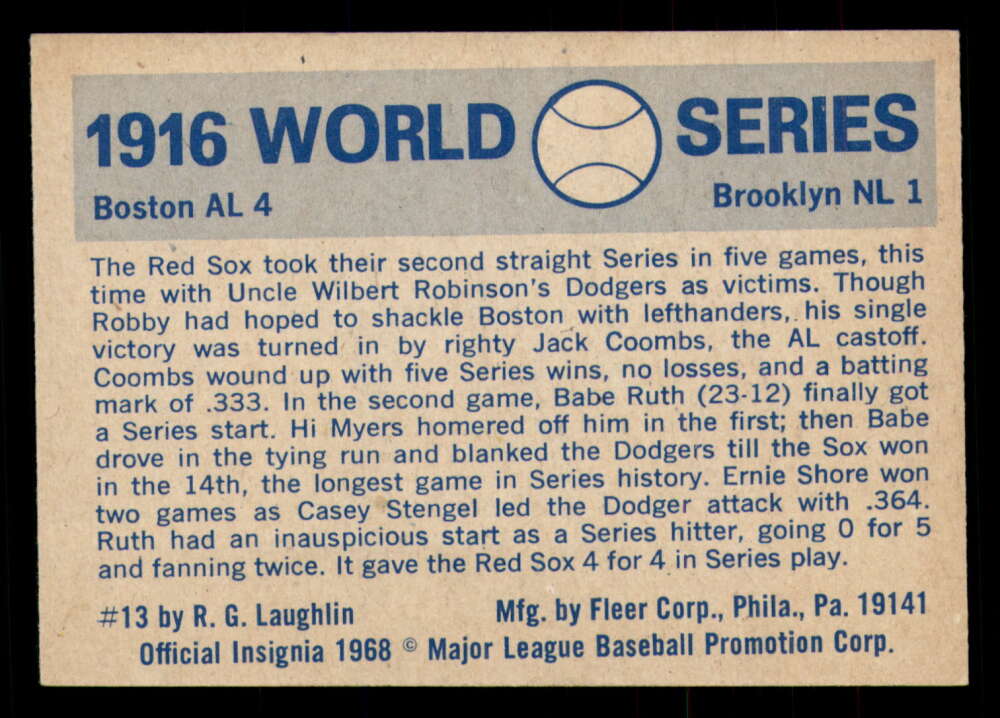 1916 WORLD SERIES
Boston AL 4 Brooklyn NL 1
The Red Sox took their second straight Series in five games, this
time with Uncle Wilbert Robinson's Dodgers as victims. Though
Robby had hoped to shackle Boston with lefthanders, his single
victory was turned in by righty Jack Coombs, the AL castoff.
Coombs wound up with five Series wins, no losses, and a batting
mark of .333. In the second game, Babe Ruth (23-12) finally got
a Series start. Hi Myers homered off him in the first; then Babe
drove in the tying run and blanked the Dodgers till the Sox won
in the 14th, the longest game in Series history. Ernie Shore won
two games as Casey Stengel led the Dodger attack with .364.
Ruth had an inauspicious start as a Series hitter, going 0 for 5
and fanning twice. It gave the Red Sox 4 for 4 in Series play.
#13 by R. G. Laughlin Mfg. by Fleer Corp., Phila., Pa. 19141
Official Insignia 1968 © Major League Baseball Promotion Corp.